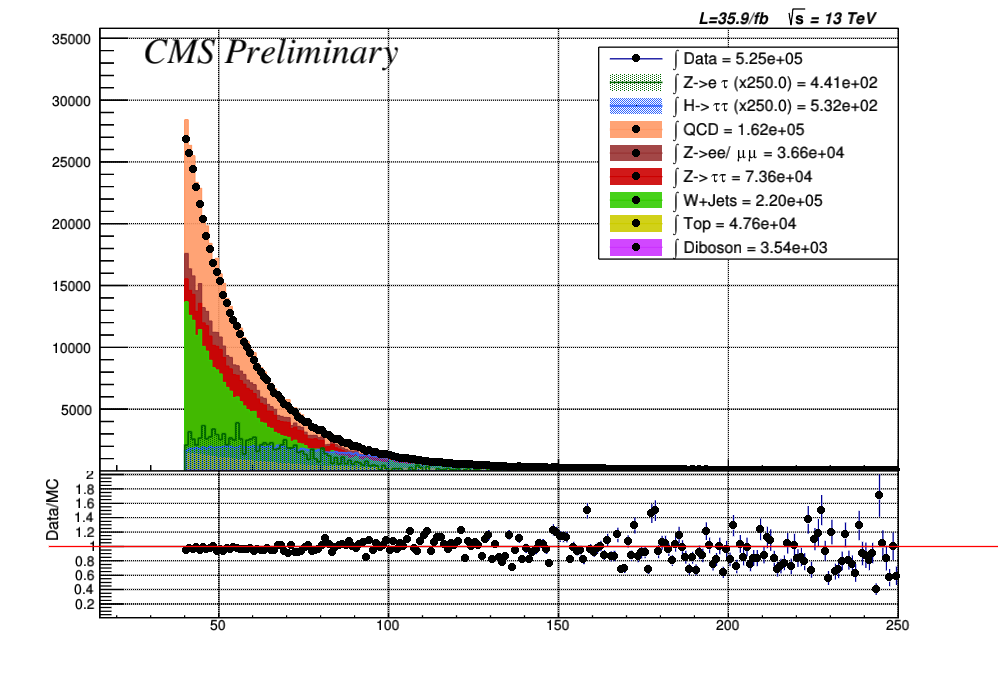 L=35.9/fb √s = 13 TeV
CMS Preliminary
35000
30000
25000
20000
15000
10000
5000
∫ Data = 5.25e+05
∫ Z->e τ (x250.0) = 4.41e+02
∫ H-> ττ (x250.0) = 5.32e+02
∫ QCD = 1.62e+05
∫ Z->ee/ μμ = 3.66e+04
∫ Z-> ττ = 7.36e+04
∫ W+Jets = 2.20e+05
∫ Top = 4.76e+04
∫ Diboson = 3.54e+03
Data/MC
2
1.8
1.6
1.4
1.2
1
0.8
0.6
0.4
0.2
50 100 150 200 250